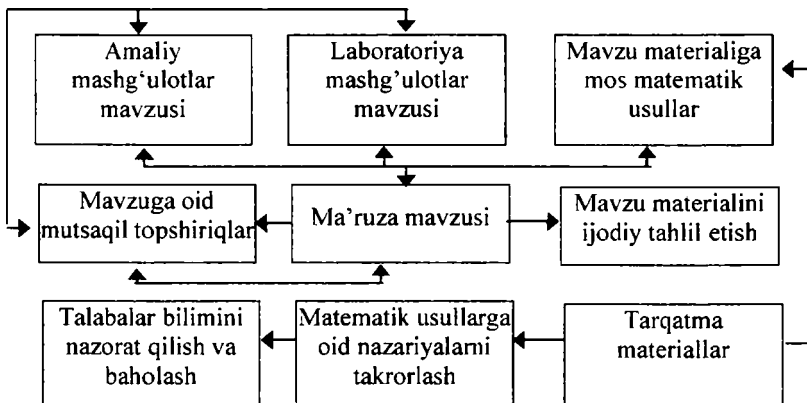 Amaliy
mashg‘ulotlar
mavzusi
Laboratoriya
mashg’ulotlar
mavzusi
Mavzu materialiga
mos matematik
usullar
Mavzuga oid
mutsaqil topshiriqlar
Ma’ruza mavzusi
Mavzu materialini
ijodiy tahlil etish
Talabalar bilimini
nazorat qilish va
baholash
Matematik usullarga
oid nazariyalarni
takrorlash
Tarqatma
materiallar